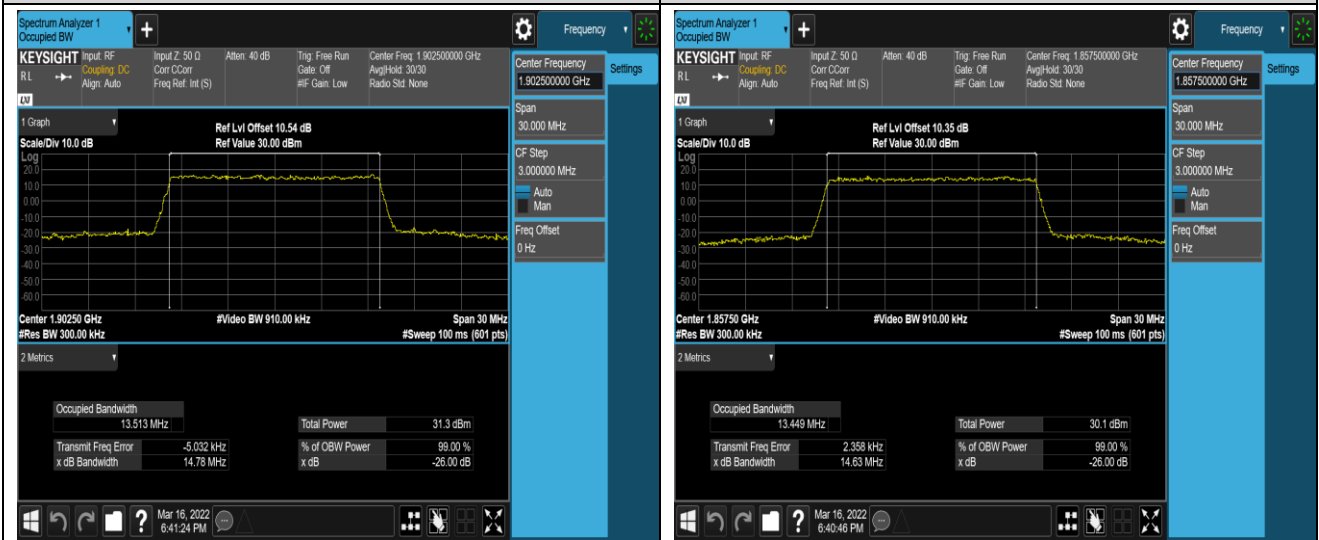 Spectrum Analyzer 1
Occupied BW
+
Frequency
KEYSIGHT Input: RF Input Z: 50 Ω Atten: 40 dB Trig: Free Run Center Freq: 1.902500000 GHz
RL Coupling: DC Corr CCorr Gate: Off Avg|Hold: 30/30
Align: Auto Freq Ref: Int (S) #IF Gain: Low Radio Std: None
LXI
Center Frequency
1.902500000 GHz
Settings
Span
30.000 MHz
CF Step
3.000000 MHz
Auto
Man
Freq Offset
0 Hz
1 Graph
Ref Lvl Offset 10.54 dB
Scale/Div 10.0 dB Ref Value 30.00 dBm
Log
20.0
10.0
0.00
-10.0
-20.0
-30.0
-40.0
-50.0
-60.0
Center 1.90250 GHz #Video BW 910.00 kHz Span 30 MHz
#Res BW 300.00 kHz #Sweep 100 ms (601 pts)
2 Metrics
Occupied Bandwidth
13.513 MHz Total Power 31.3 dBm
Transmit Freq Error -5.032 kHz % of OBW Power 99.00 %
x dB Bandwidth 14.78 MHz x dB -26.00 dB
?
Mar 16, 2022
6:41:24 PM
Spectrum Analyzer 1
Occupied BW
+
Frequency
KEYSIGHT Input: RF Input Z: 50 Ω Atten: 40 dB Trig: Free Run Center Freq: 1.857500000 GHz
RL Coupling: DC Corr CCorr Gate: Off Avg|Hold: 30/30
Align: Auto Freq Ref: Int (S) #IF Gain: Low Radio Std: None
LXI
Center Frequency
1.857500000 GHz
Settings
Span
30.000 MHz
CF Step
3.000000 MHz
Auto
Man
Freq Offset
0 Hz
1 Graph
Ref Lvl Offset 10.35 dB
Scale/Div 10.0 dB Ref Value 30.00 dBm
Log
20.0
10.0
0.00
-10.0
-20.0
-30.0
-40.0
-50.0
-60.0
Center 1.85750 GHz #Video BW 910.00 kHz Span 30 MHz
#Res BW 300.00 kHz #Sweep 100 ms (601 pts)
2 Metrics
Occupied Bandwidth
13.449 MHz Total Power 30.1 dBm
Transmit Freq Error 2.358 kHz % of OBW Power 99.00 %
x dB Bandwidth 14.63 MHz x dB -26.00 dB
?
Mar 16, 2022
6:40:46 PM